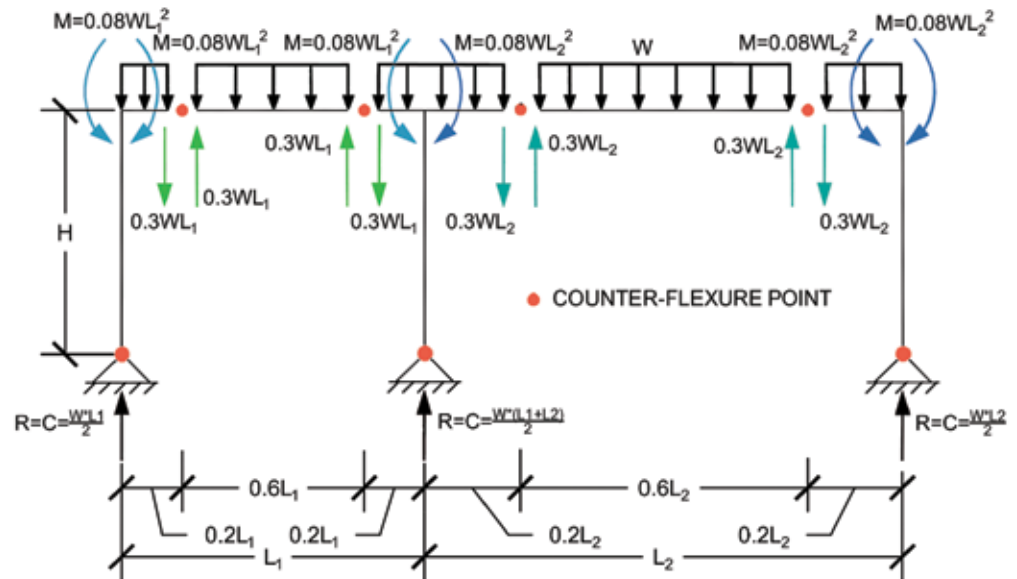 M=0.08WL₁²
M=0.08WL₁²
M=0.08WL₁²
M=0.08WL₂²
W
M=0.08WL₂²
M=0.08WL₂²
0.3WL₁
0.3WL₂
0.3WL₂
0.3WL₁
0.3WL₁
0.3WL₁
0.3WL₂
0.3WL₂
H
COUNTER-FLEXURE POINT
R=C=W*L1/2
R=C=W*(L1+L2)/2
R=C=W*L2/2
0.6L₁
0.6L₂
0.2L₁
0.2L₁
0.2L₂
0.2L₂
L₁
L₂